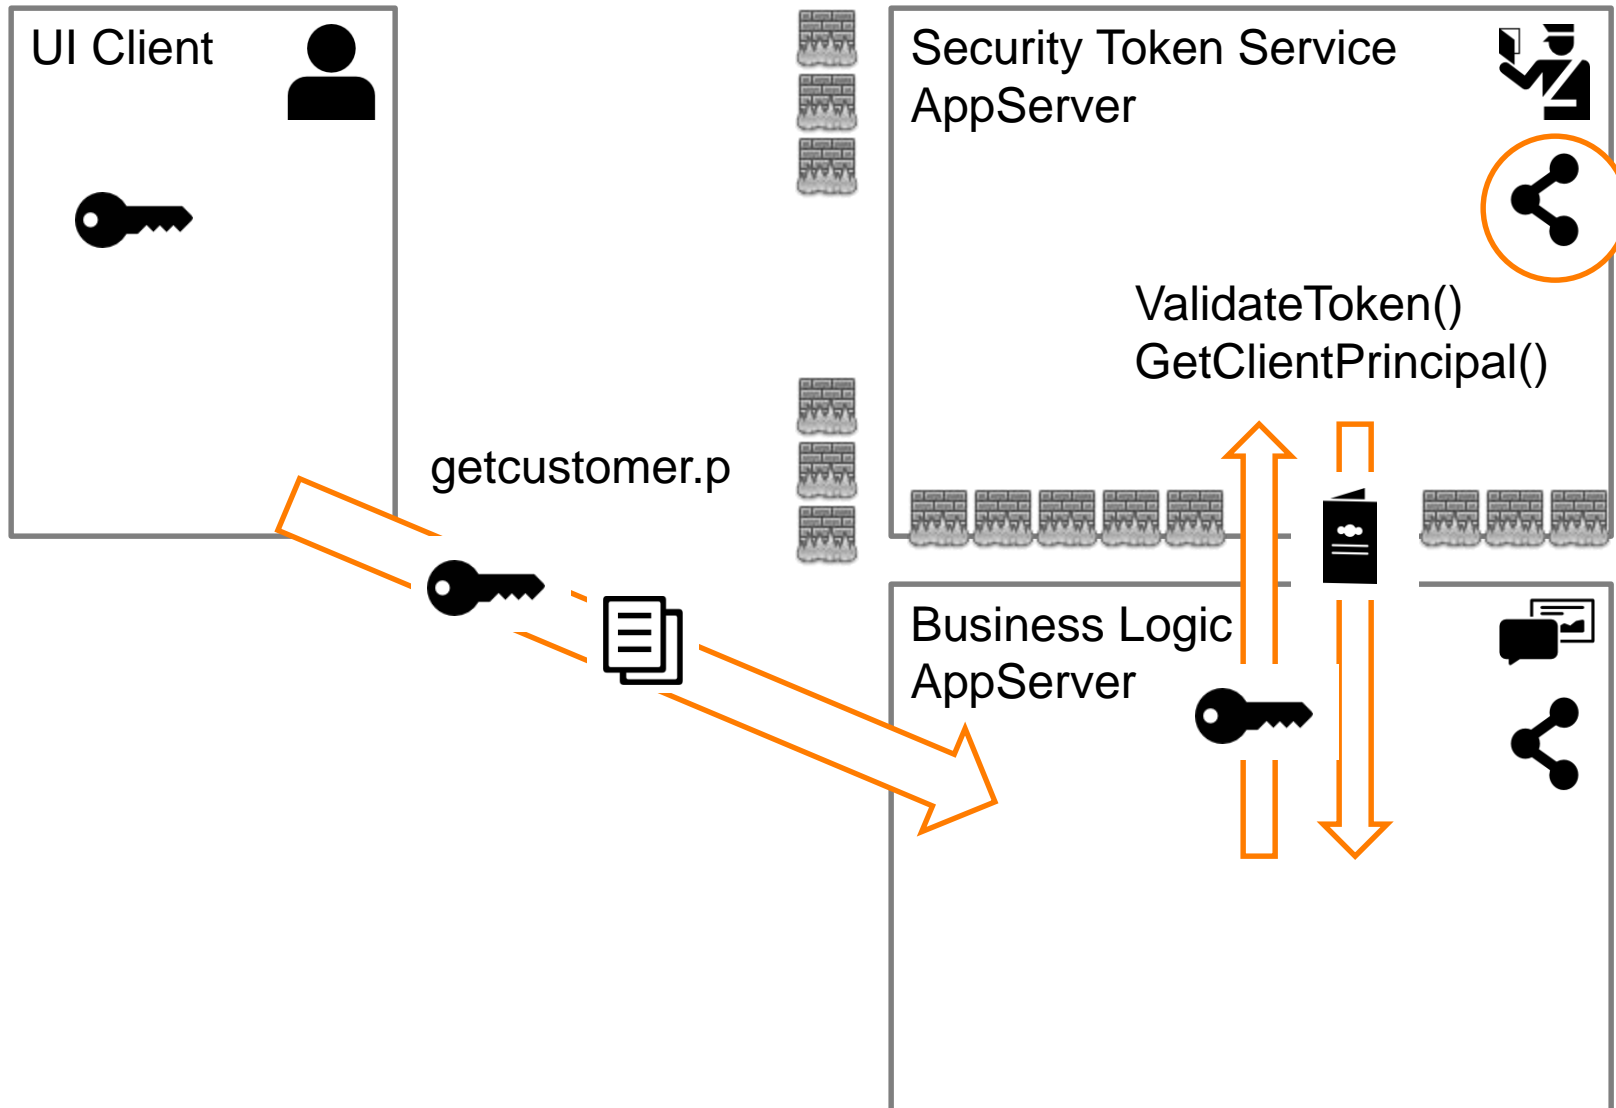 UI Client
Security Token Service
AppServer
ValidateToken()
GetClientPrincipal()
getcustomer.p
Business Logic
AppServer